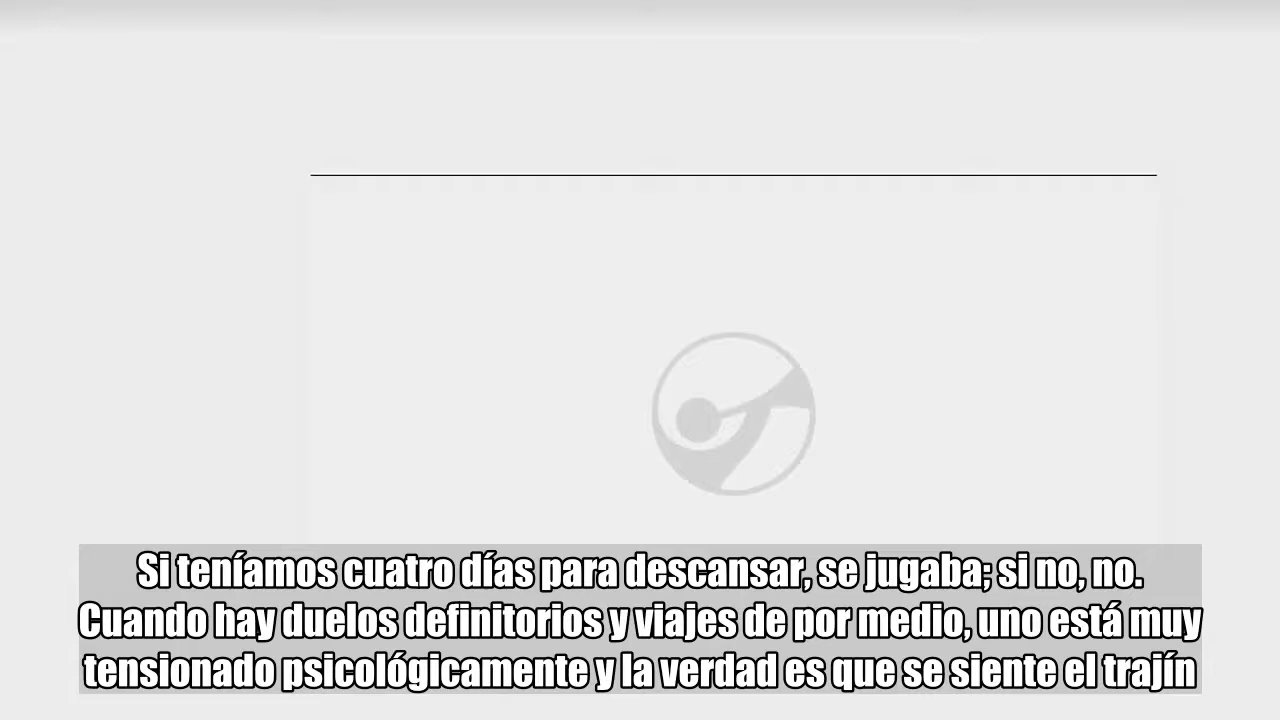 Si teníamos cuatro días para descansar, se jugaba; si no, no.
Cuando hay duelos definitorios y viajes de por medio, uno está muy
tensionado psicológicamente y la verdad es que se siente el trajín